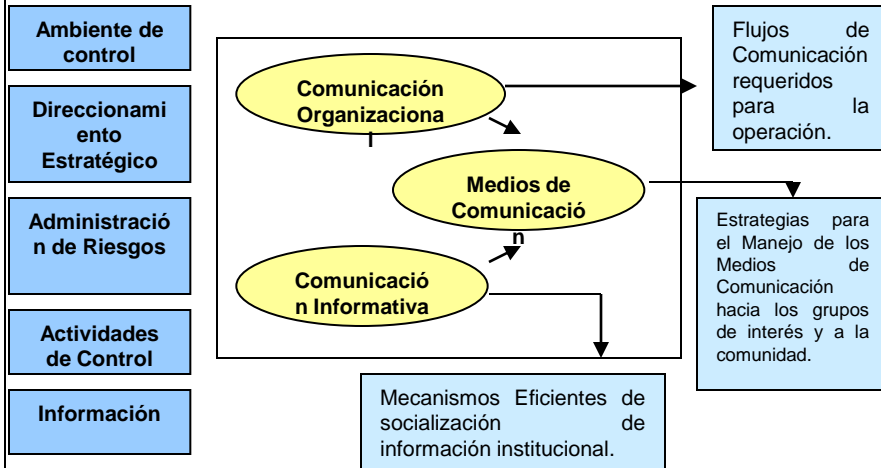 Ambiente de
control
Direccionami
ento
Estratégico
Administració
n de Riesgos
Actividades
de Control
Información
Comunicación
Organizaciona
l
Medios de
Comunicació
n
Comunicació
n Informativa
Flujos de
Comunicación
requeridos
para la
operación.
Estrategias para
el Manejo de los
Medios de
Comunicación
hacia los grupos
de interés y a la
comunidad.
Mecanismos Eficientes de
socialización de
información institucional.